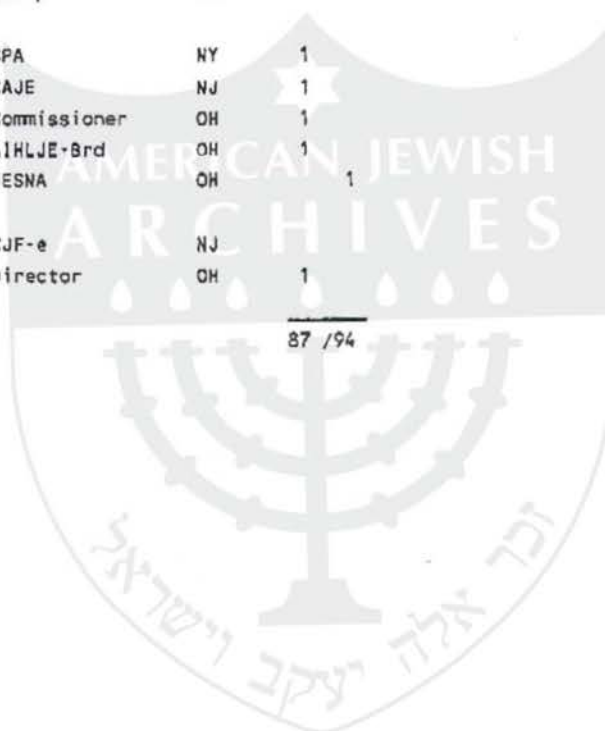 PA NY 1
AJE NJ 1
ommissioner OH 1
IHLJE-Brd OH 1
ESNA OH 1
AMERICAN JEWISH
ARCHIVES
JF-e NJ
irector OH 1
87 /94
זכר אלה יעקב וישראל